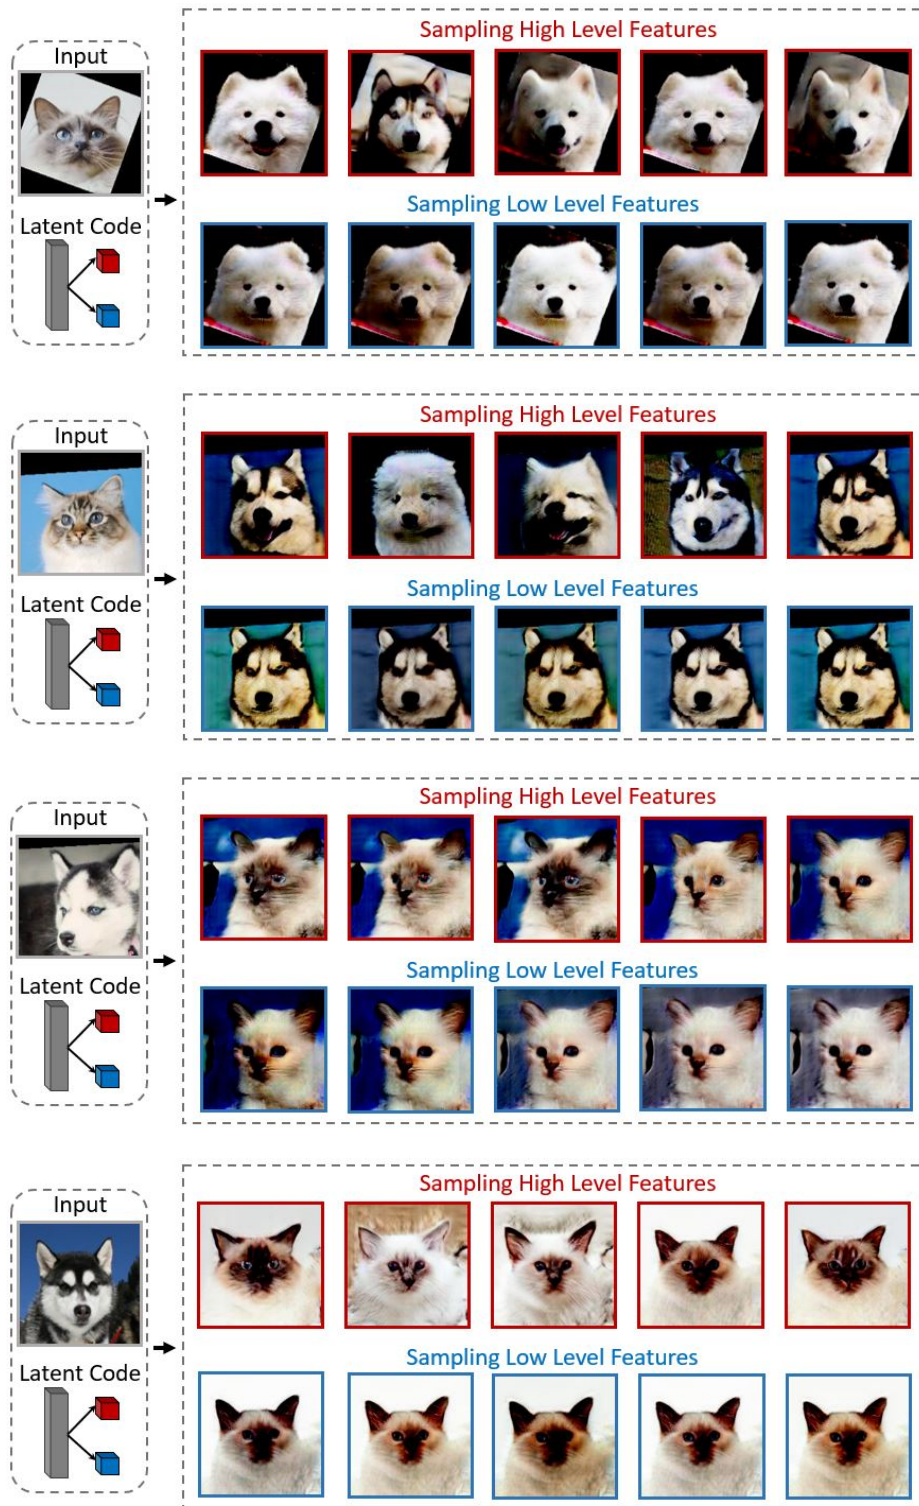 Sampling High Level Features
Input
Sampling Low Level Features
Latent Code
Sampling High Level Features
Input
Sampling Low Level Features
Latent Code
Sampling High Level Features
Input
Sampling Low Level Features
Latent Code
Sampling High Level Features
Input
Sampling Low Level Features
Latent Code